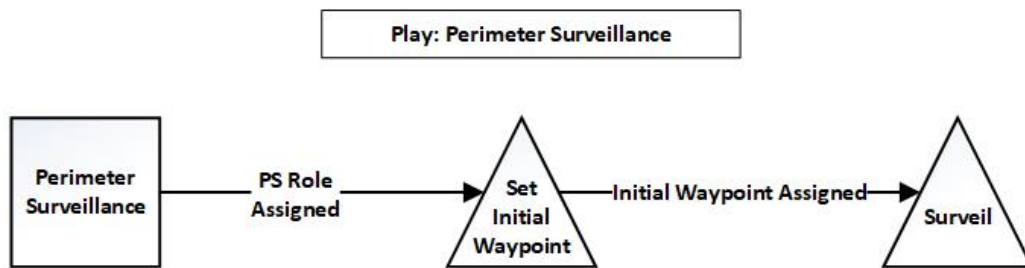 Play: Perimeter Surveillance
Perimeter
Surveillance
PS Role
Assigned
Set
Initial
Waypoint
Initial Waypoint Assigned
Surveil